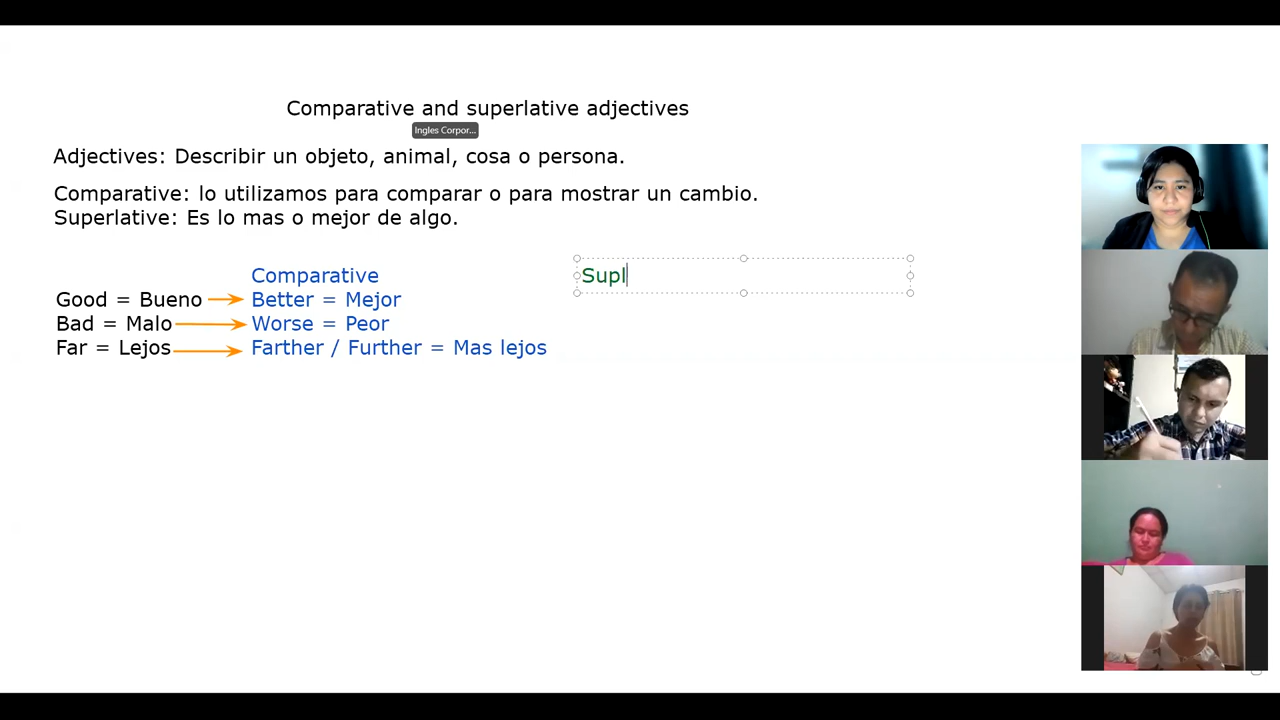 Comparative and superlative adjectives
Ingles Corpor...
Adjectives: Describir un objeto, animal, cosa o persona.
Comparative: lo utilizamos para comparar o para mostrar un cambio.
Superlative: Es lo mas o mejor de algo.
Comparative
Supl
Good = Bueno
Better = Mejor
Bad = Malo
Worse = Peor
Far = Lejos
Farther / Further = Mas lejos